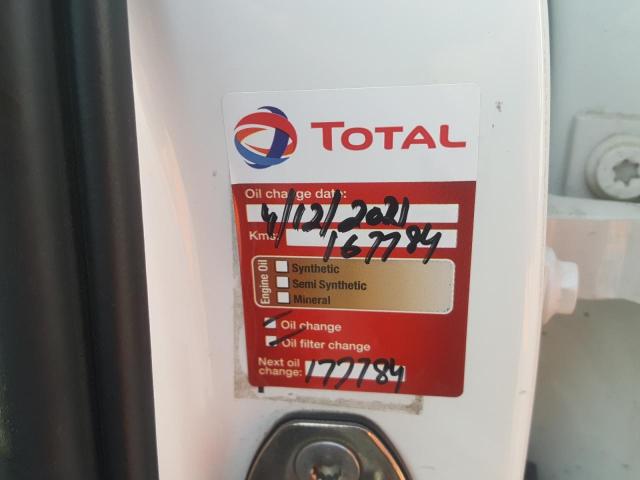 TOTAL
Oil change date:
4/12/2021
Kms: 167784
Engine Oil
Synthetic
Semi Synthetic
Mineral
Oil change
Oil filter change
Next oil
change: 177784